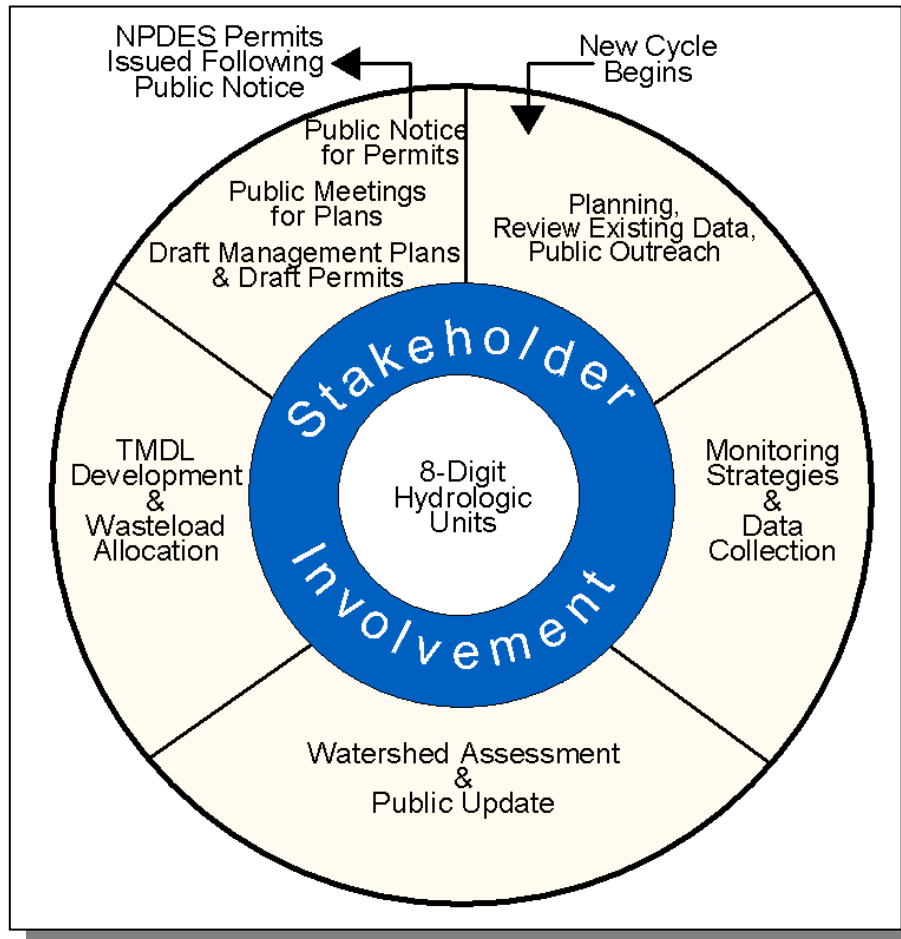 NPDES Permits
Issued Following
Public Notice
New Cycle
Begins
Public Notice
for Permits
Public Meetings
for Plans
Draft Management Plans
& Draft Permits
Planning,
Review Existing Data,
Public Outreach
Stakeholder
Involvement
8-Digit
Hydrologic
Units
TMDL
Development
&
Wasteload
Allocation
Monitoring
Strategies
&
Data
Collection
Watershed Assessment
&
Public Update